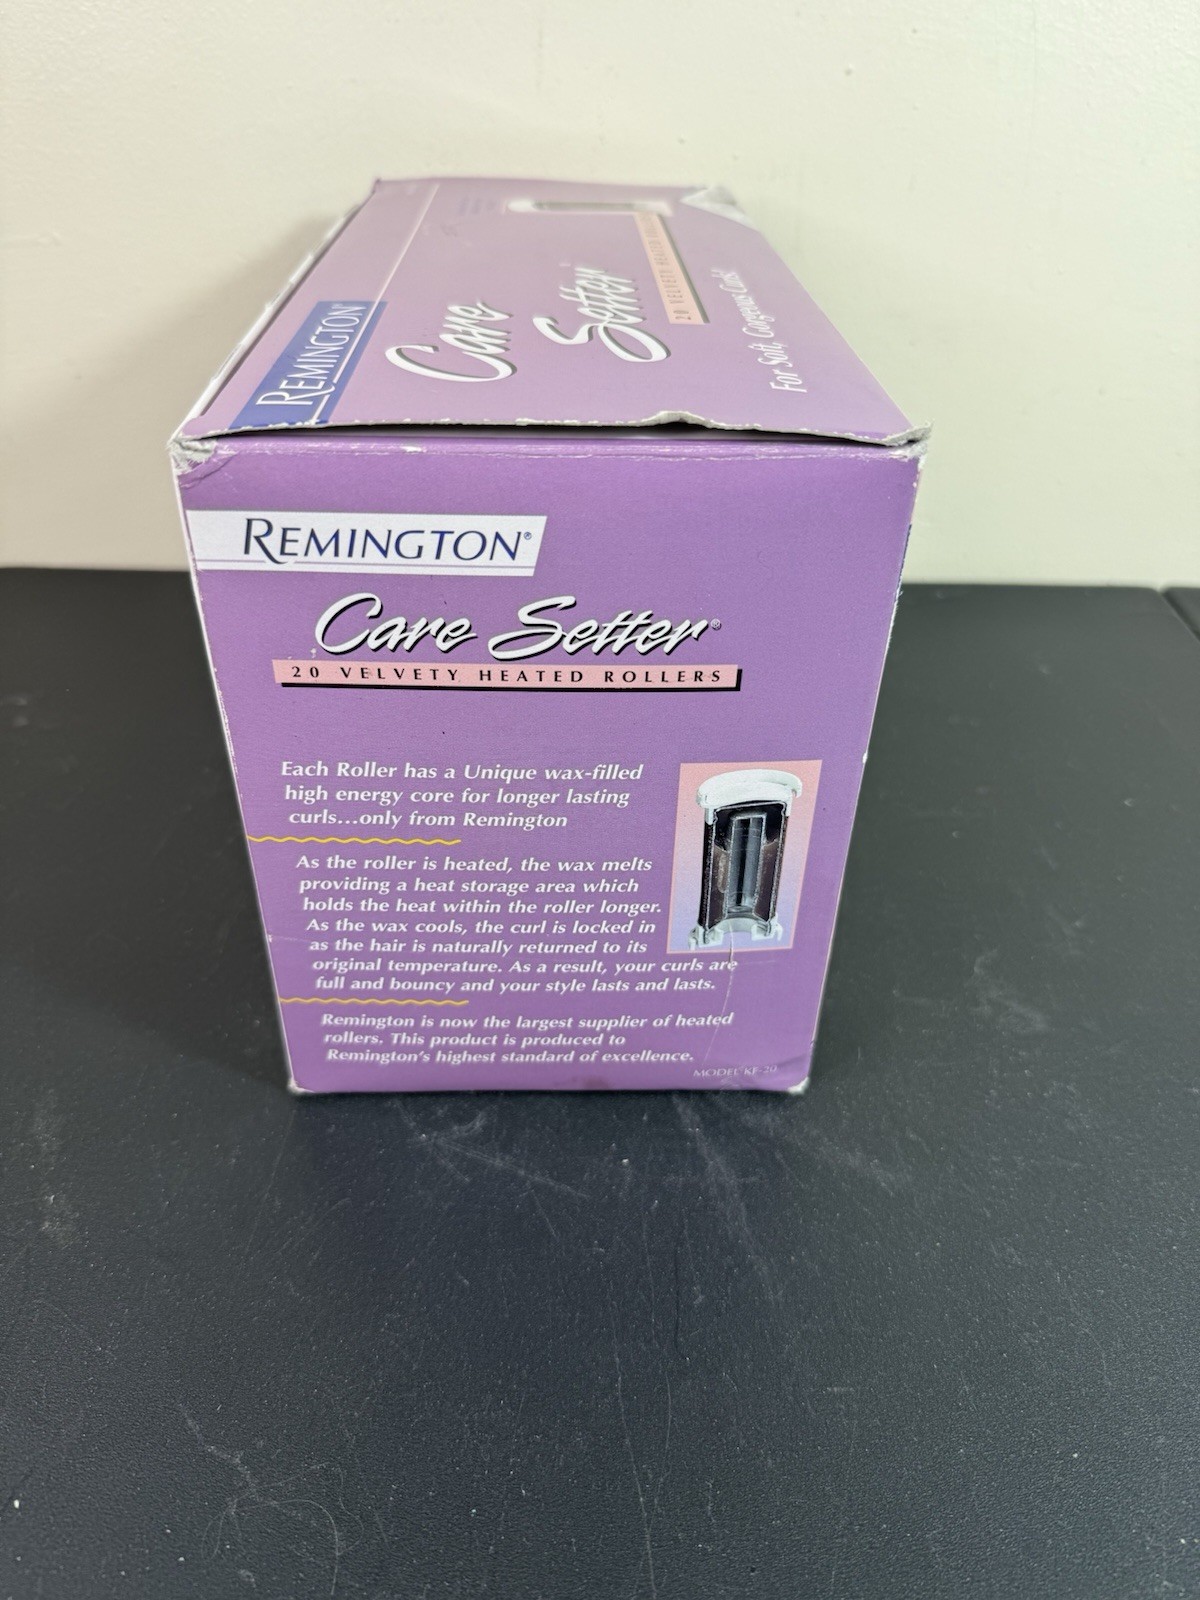 REMINGTON®
Care
Setter
20 VELVETY HEATED ROLLERS
For Soft, Gorgeous Curls!
REMINGTON®
Care Setter®
20 VELVETY HEATED ROLLERS
Each Roller has a Unique wax-filled
high energy core for longer lasting
curls...only from Remington
As the roller is heated, the wax melts
providing a heat storage area which
holds the heat within the roller longer.
As the wax cools, the curl is locked in
as the hair is naturally returned to its
original temperature. As a result, your curls are
full and bouncy and your style lasts and lasts.
Remington is now the largest supplier of heated
rollers. This product is produced to
Remington's highest standard of excellence.
MODEL KF-20